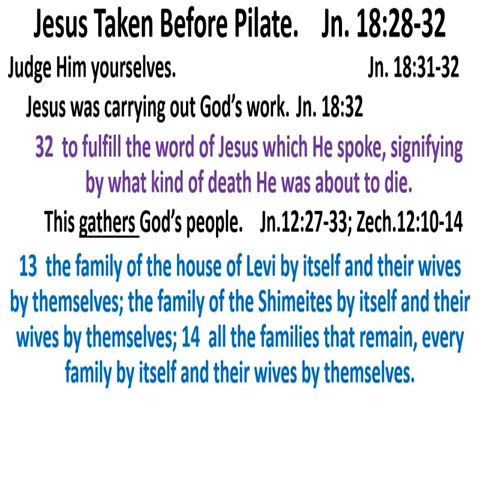 Jesus Taken Before Pilate. Jn. 18:28-32
Judge Him yourselves. Jn. 18:31-32
Jesus was carrying out God's work. Jn. 18:32
32 to fulfill the word of Jesus which He spoke, signifying
by what kind of death He was about to die.
This gathers God's people. Jn.12:27-33; Zech.12:10-14
13 the family of the house of Levi by itself and their wives
by themselves; the family of the Shimeites by itself and their
wives by themselves; 14 all the families that remain, every
family by itself and their wives by themselves.